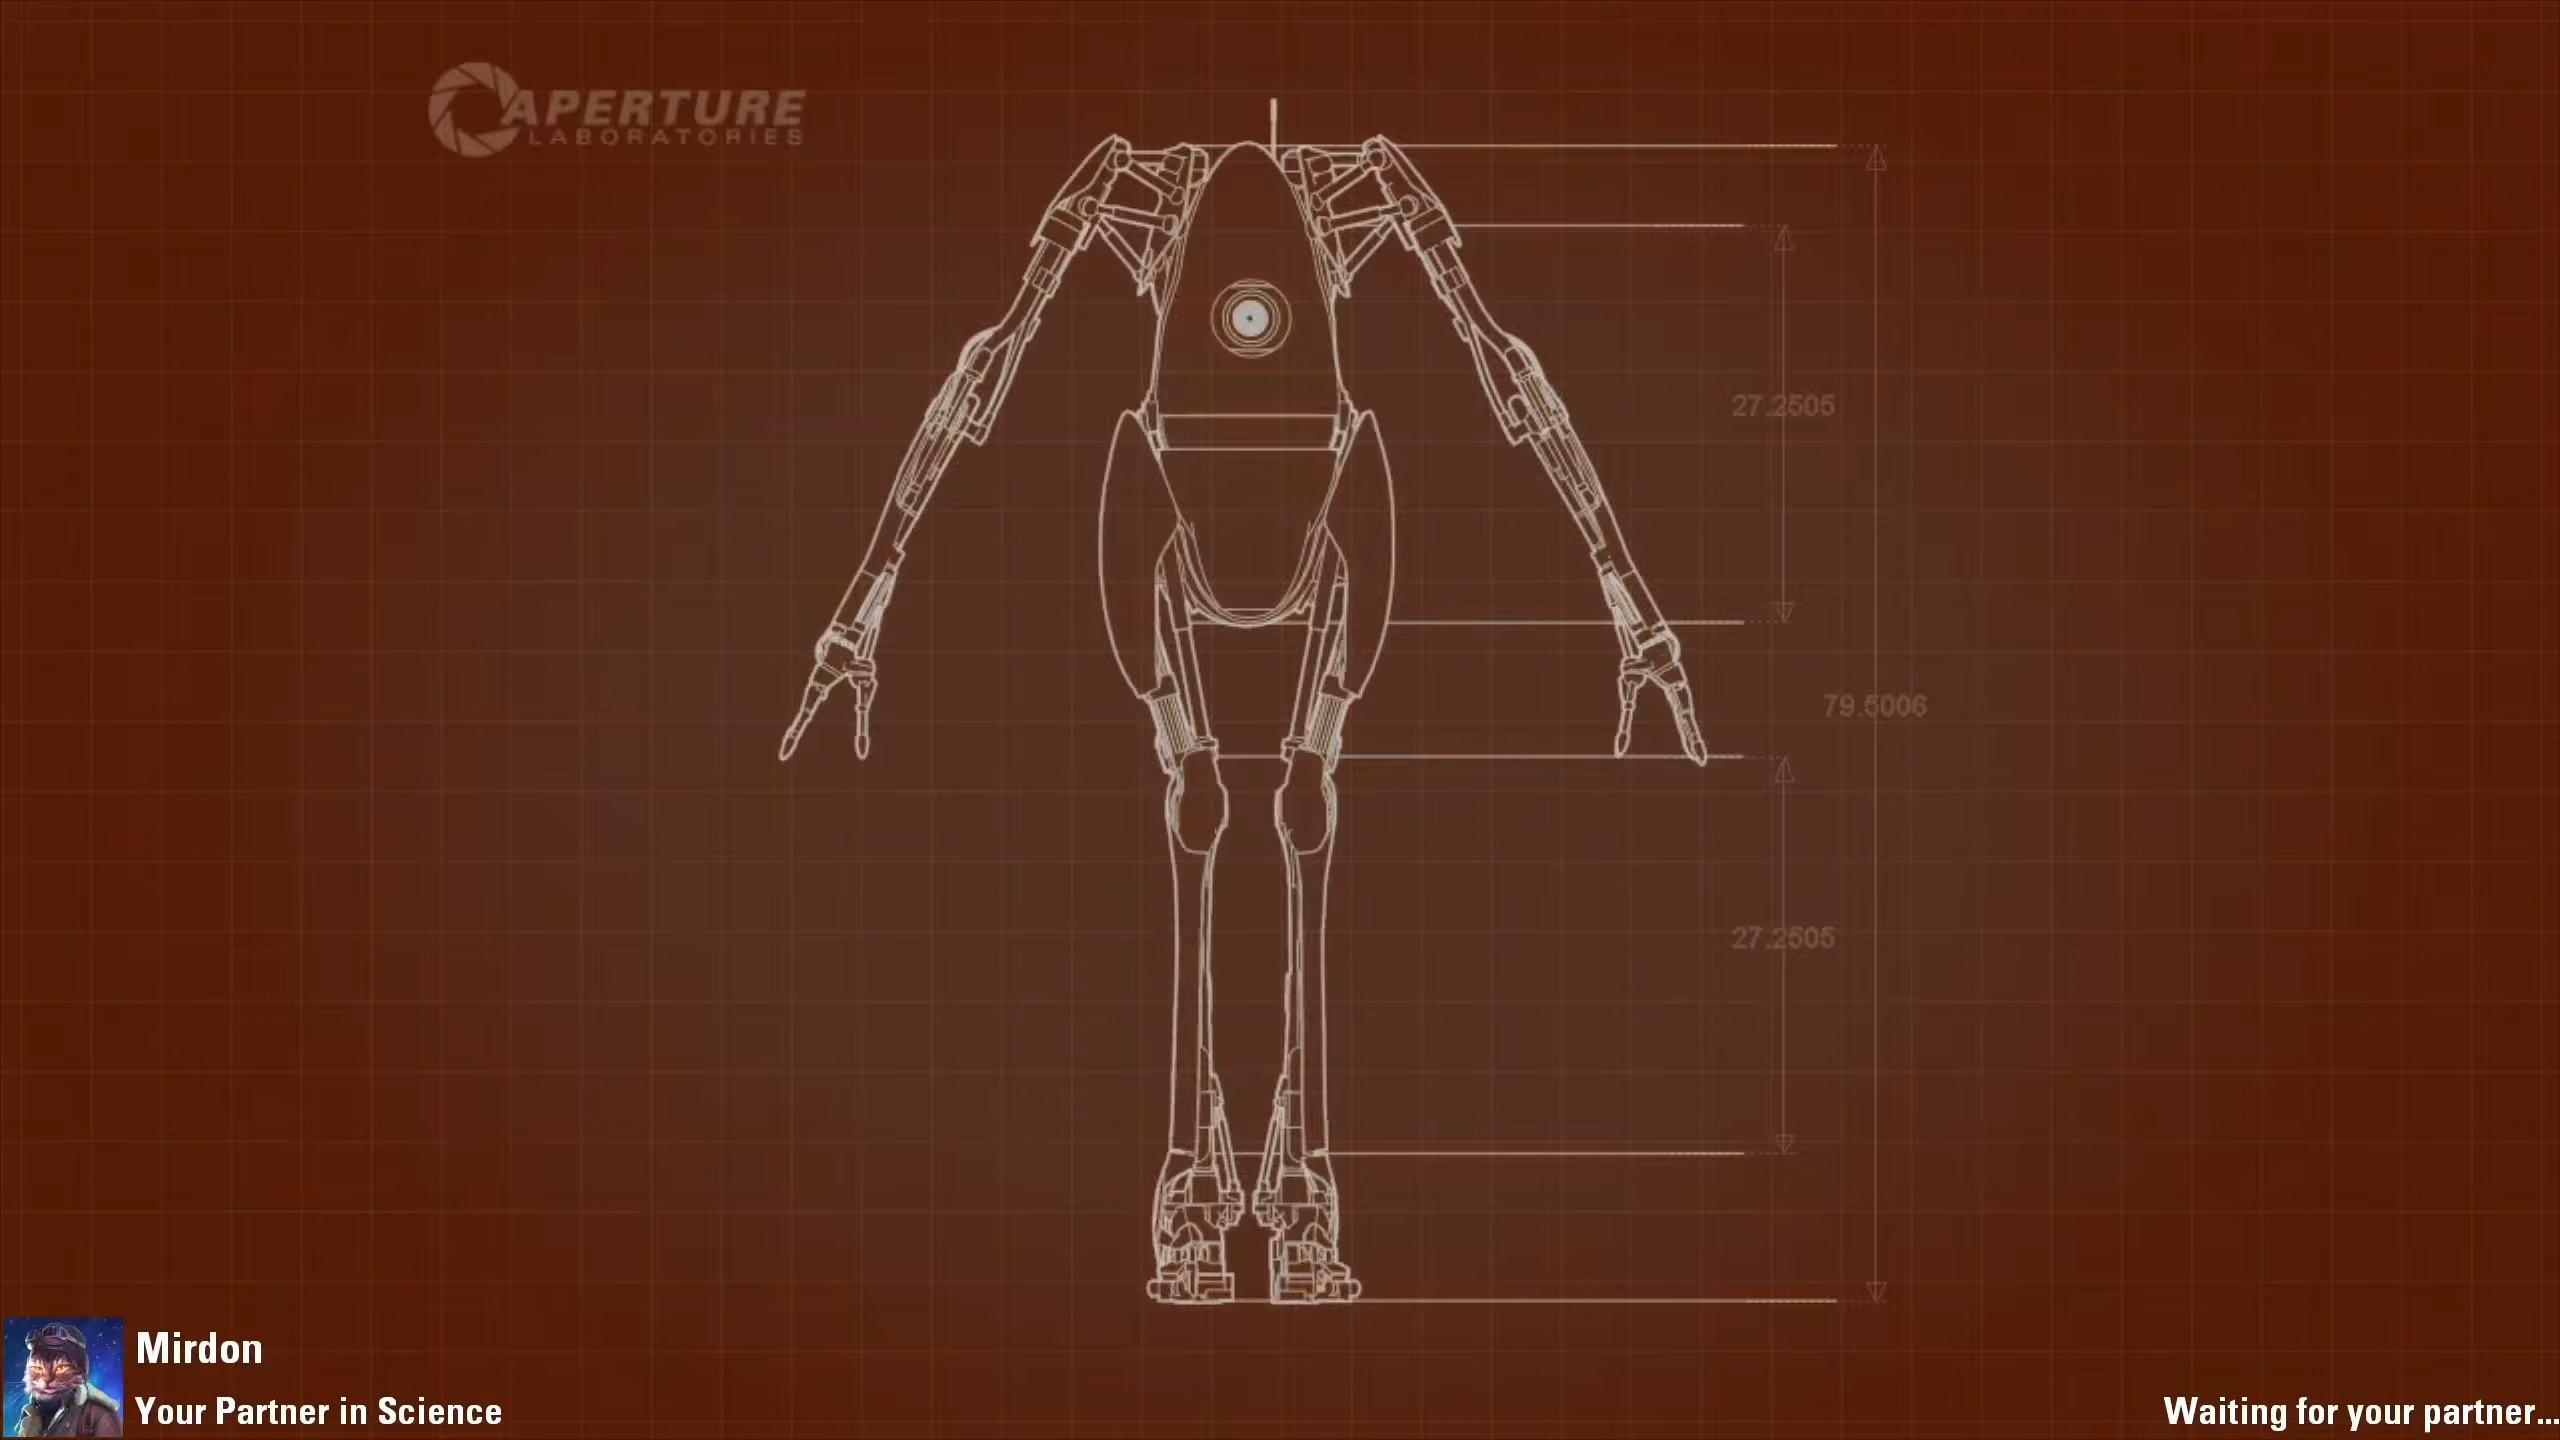 APERTURE
LABORATORIES
27.2505
79.5006
27.2505
Mirdon
Your Partner in Science
Waiting for your partner...